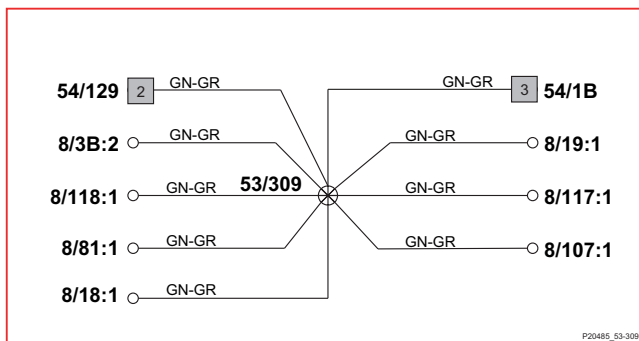 54/129 2 GN-GR GN-GR 3 54/1B
8/3B:2 GN-GR GN-GR 8/19:1
8/118:1 GN-GR 53/309 GN-GR 8/117:1
8/81:1 GN-GR GN-GR 8/107:1
8/18:1 GN-GR
P20485_53-309